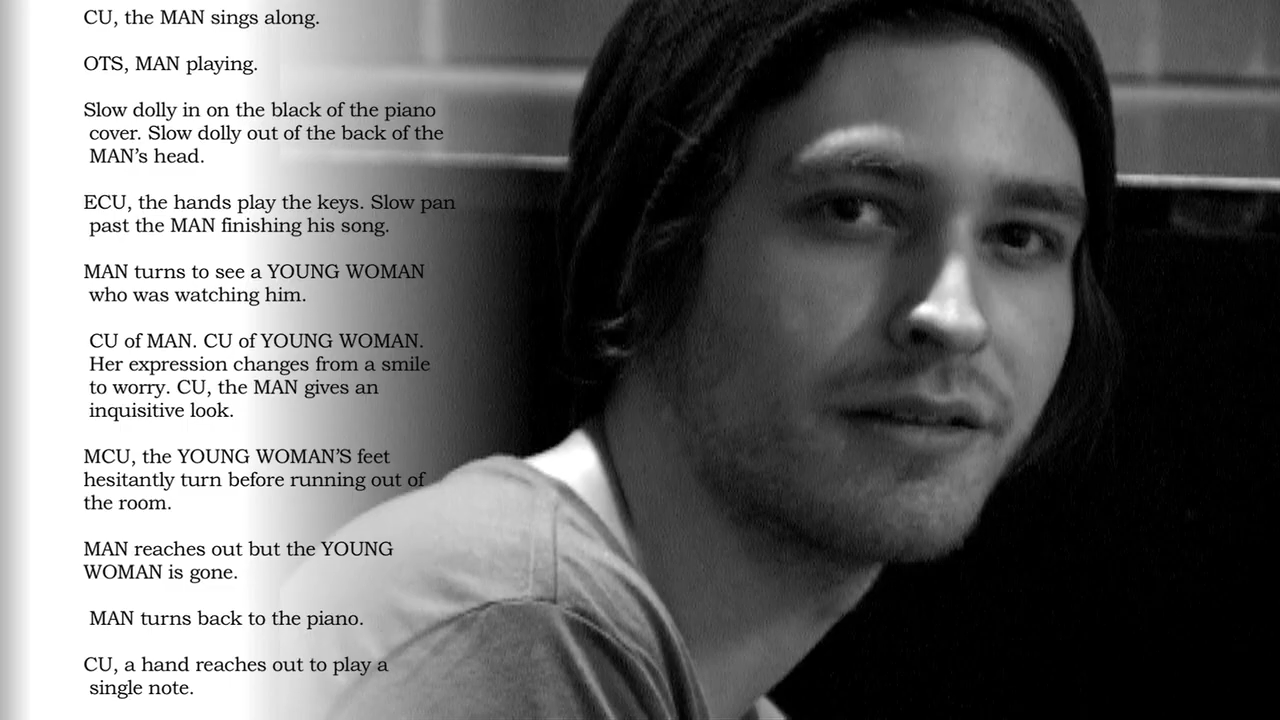 CU, the MAN sings along.
OTS, MAN playing.
Slow dolly in on the black of the piano
cover. Slow dolly out of the back of the
MAN’s head.
ECU, the hands play the keys. Slow pan
past the MAN finishing his song.
MAN turns to see a YOUNG WOMAN
who was watching him.
CU of MAN. CU of YOUNG WOMAN.
Her expression changes from a smile
to worry. CU, the MAN gives an
inquisitive look.
MCU, the YOUNG WOMAN’S feet
hesitantly turn before running out of
the room.
MAN reaches out but the YOUNG
WOMAN is gone.
MAN turns back to the piano.
CU, a hand reaches out to play a
single note.